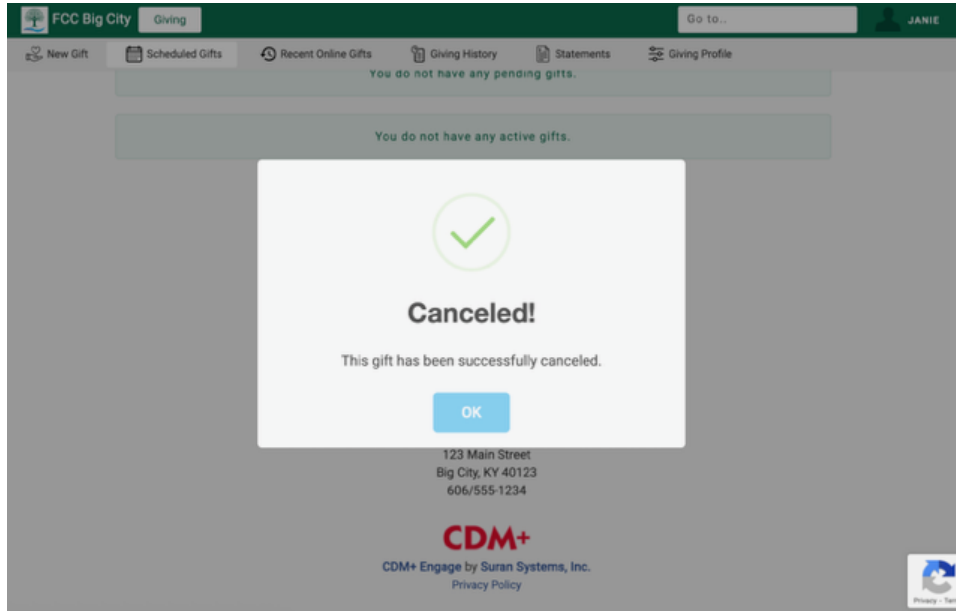 FCC Big City Giving Go to.. JANIE
New Gift Scheduled Gifts Recent Online Gifts Giving History Statements Giving Profile
You do not have any pending gifts.
You do not have any active gifts.
Canceled!
This gift has been successfully canceled.
OK
123 Main Street
Big City, KY 40123
606/555-1234
CDM+
CDM+ Engage by Suran Systems, Inc.
Privacy Policy
Privacy - Ter